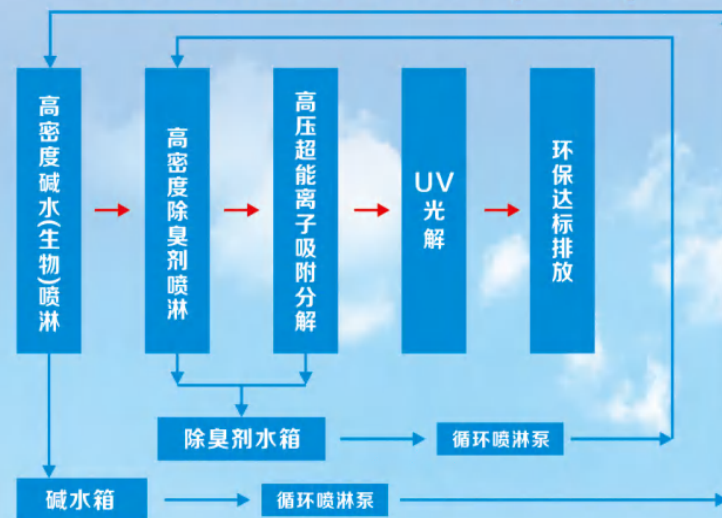 高密度碱水(生物)喷淋
高密度除臭剂喷淋
高压超能离子吸附分解
UV光解
环保达标排放
除臭剂水箱
循环喷淋泵
碱水箱
循环喷淋泵